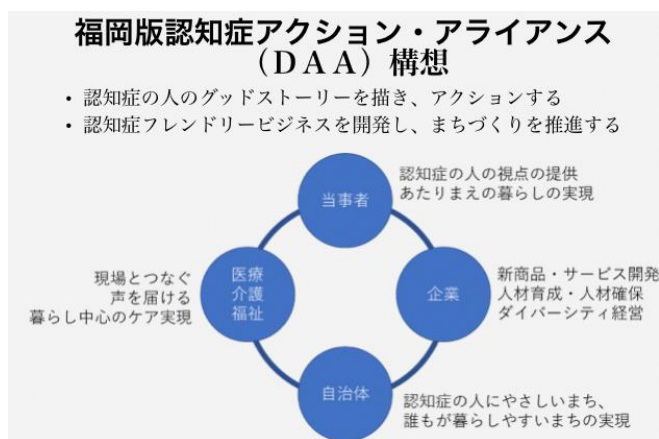 福岡版認知症アクション・アライアンス
（ＤＡＡ）構想
・ 認知症の人のグッドストーリーを描き、アクションする
・ 認知症フレンドリービジネスを開発し、まちづくりを推進する
当事者
認知症の人の視点の提供
あたりまえの暮らしの実現
現場とつなぐ
声を届ける
暮らし中心のケア実現
医療
介護
福祉
企業
新商品・サービス開発
人材育成・人材確保
ダイバーシティ経営
自治体
認知症の人にやさしいまち、
誰もが暮らしやすいまちの実現